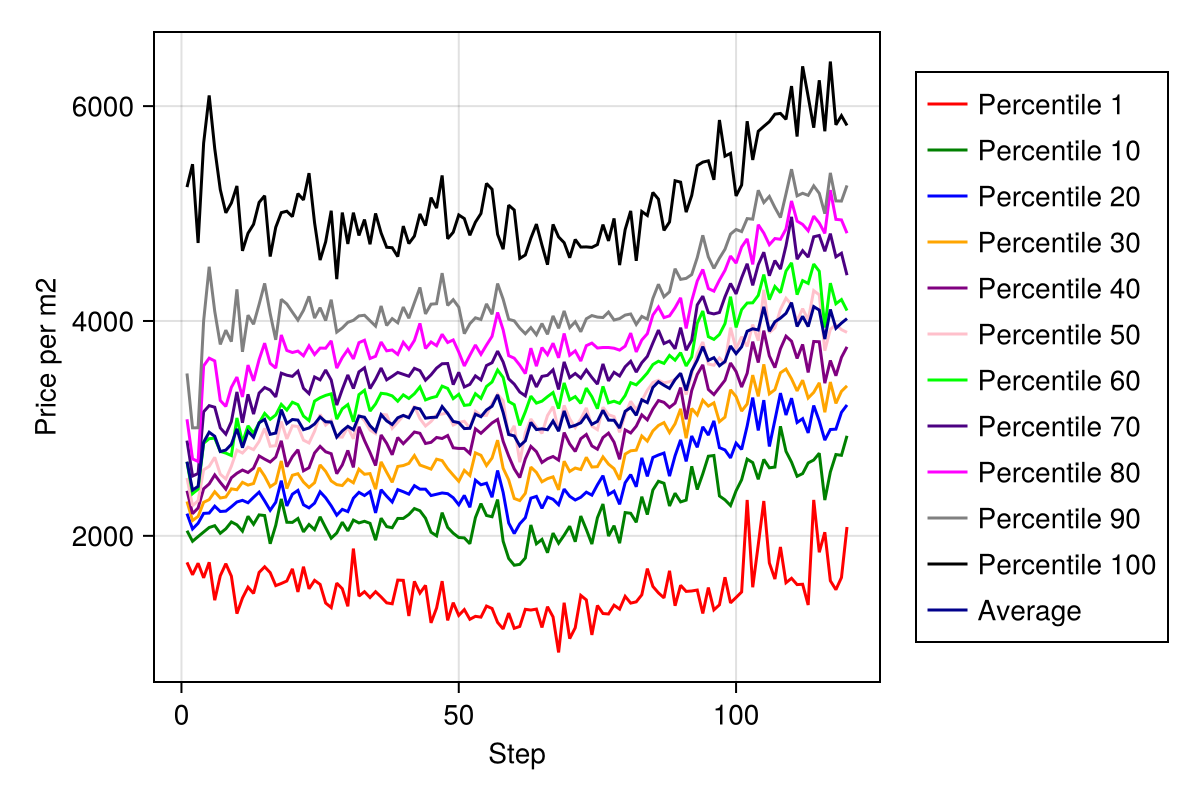 Price per m2
6000
4000
2000
0
50
100
Step
Percentile 1
Percentile 10
Percentile 20
Percentile 30
Percentile 40
Percentile 50
Percentile 60
Percentile 70
Percentile 80
Percentile 90
Percentile 100
Average